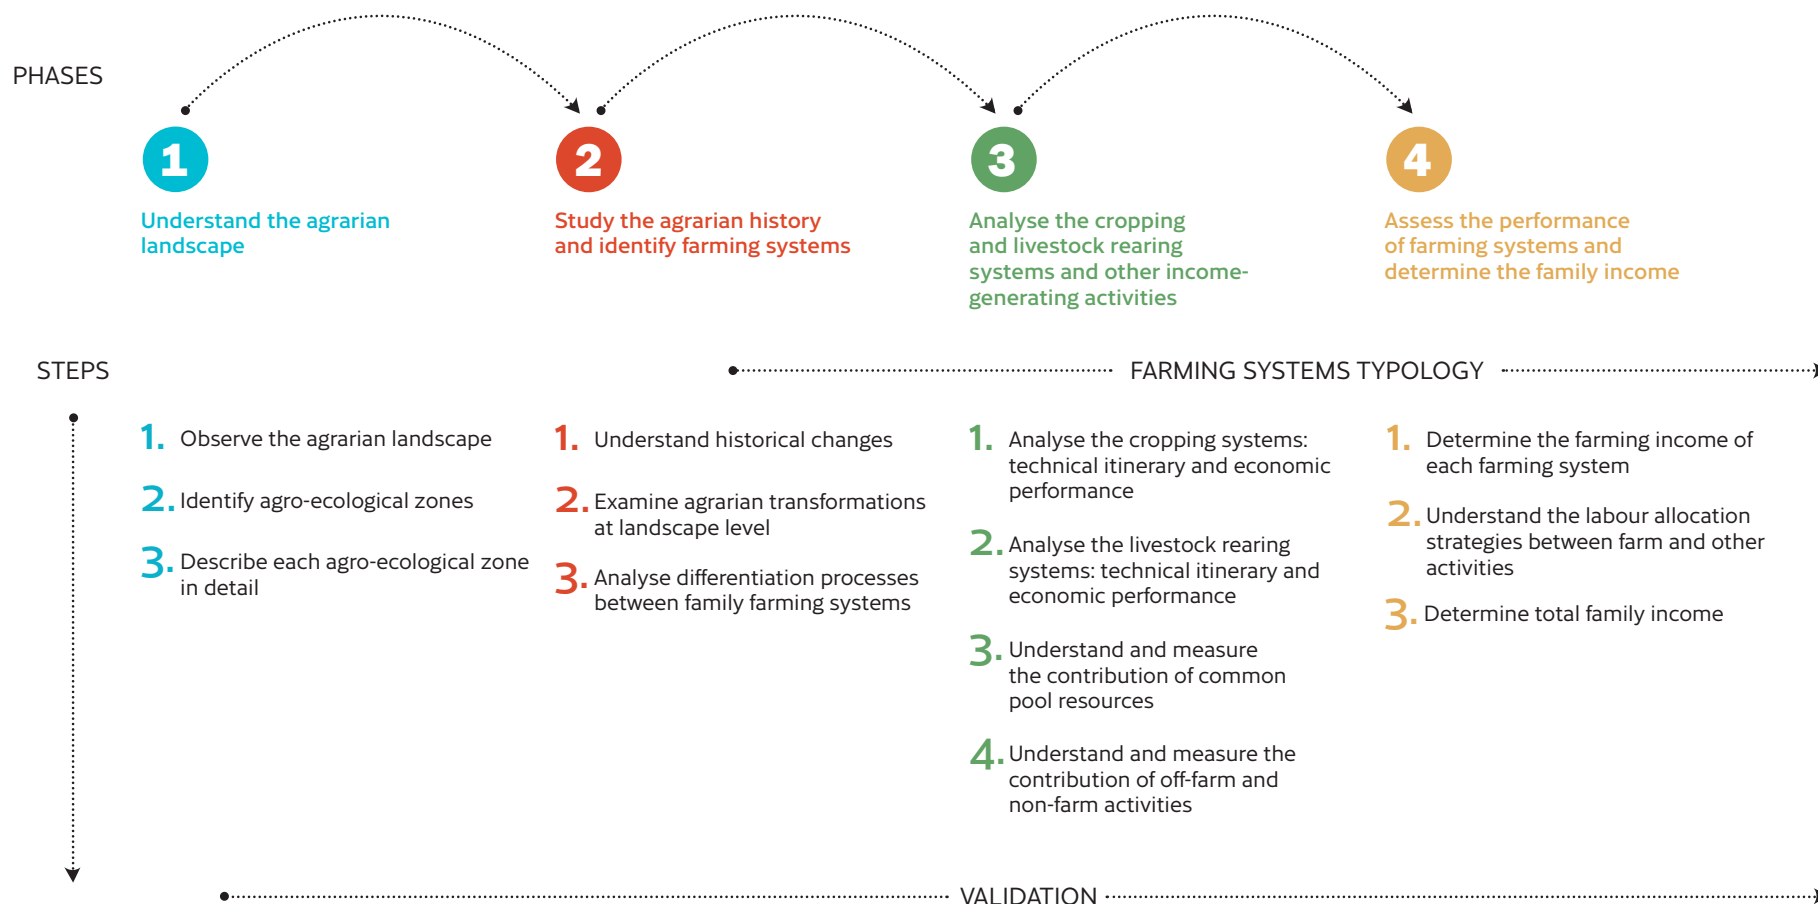 PHASES
1
Understand the agrarian
landscape
2
Study the agrarian history
and identify farming systems
3
Analyse the cropping
and livestock rearing
systems and other income-
generating activities
4
Assess the performance
of farming systems and
determine the family income
STEPS
FARMING SYSTEMS TYPOLOGY
1. Observe the agrarian landscape
2. Identify agro-ecological zones
3. Describe each agro-ecological zone
in detail
1. Understand historical changes
2. Examine agrarian transformations
at landscape level
3. Analyse differentiation processes
between family farming systems
1. Analyse the cropping systems:
technical itinerary and economic
performance
2. Analyse the livestock rearing
systems: technical itinerary and
economic performance
3. Understand and measure
the contribution of common
pool resources
4. Understand and measure the
contribution of off-farm and
non-farm activities
1. Determine the farming income of
each farming system
2. Understand the labour allocation
strategies between farm and other
activities
3. Determine total family income
VALIDATION